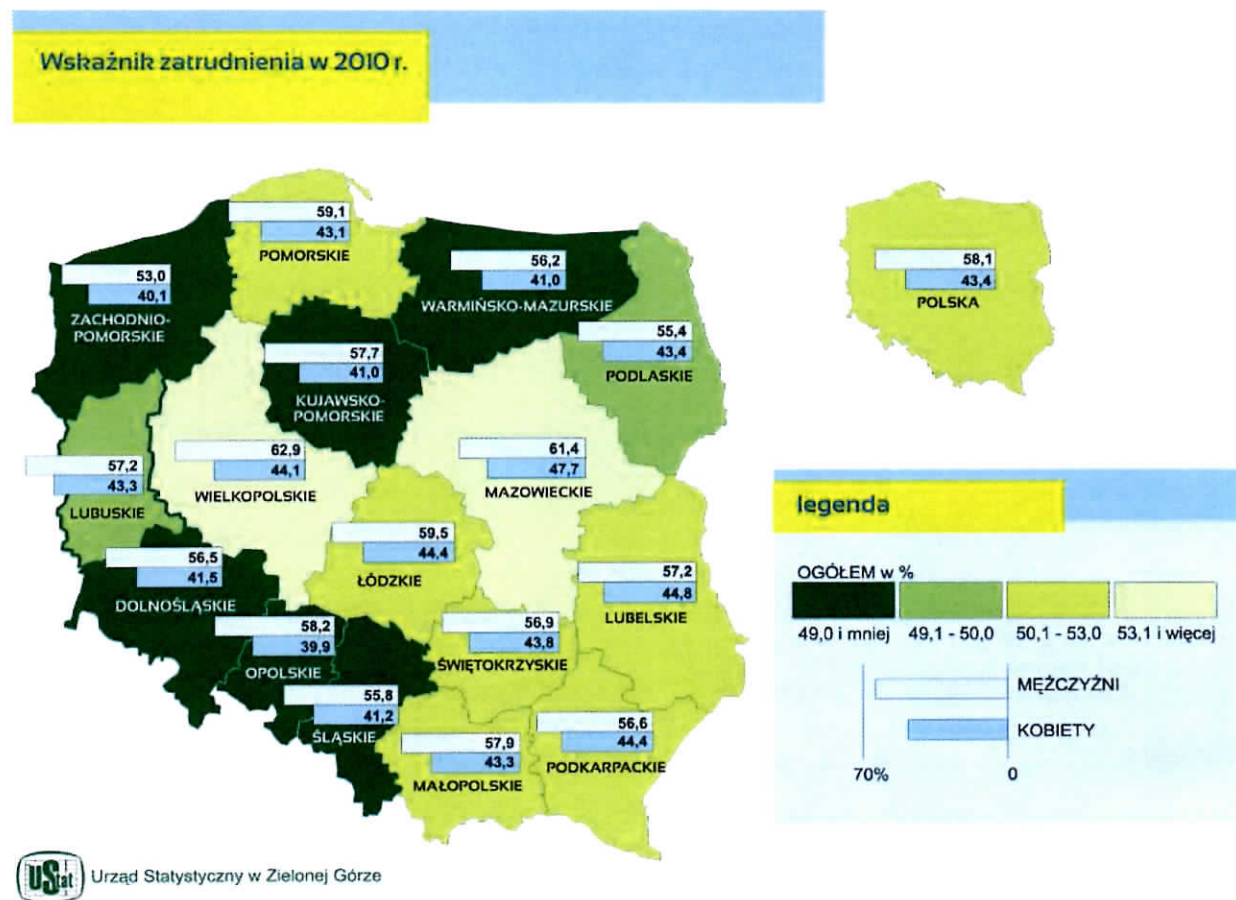 Wskaźnik zatrudnienia w 2010 r.
59,1
43,1
POMORSKIE
53,0
40,1
ZACHODNIO-
POMORSKIE
56,2
41,0
WARMIŃSKO-MAZURSKIE
58,1
43,4
POLSKA
55,4
43,4
PODLASKIE
57,7
41,0
KUJAWSKO-
POMORSKIE
57,2
43,3
LUBUSKIE
62,9
44,1
WIELKOPOLSKIE
61,4
47,7
MAZOWIECKIE
59,5
44,4
ŁÓDZKIE
56,5
41,5
DOLNOŚLĄSKIE
57,2
44,8
LUBELSKIE
58,2
39,9
OPOLSKIE
56,9
43,8
ŚWIĘTOKRZYSKIE
55,8
41,2
ŚLĄSKIE
57,9
43,3
MAŁOPOLSKIE
56,6
44,4
PODKARPACKIE
legenda
OGÓŁEM w %
49,0 i mniej 49,1 - 50,0 50,1 - 53,0 53,1 i więcej
MĘŻCZYŹNI
KOBIETY
70% 0
UStat Urząd Statystyczny w Zielonej Górze